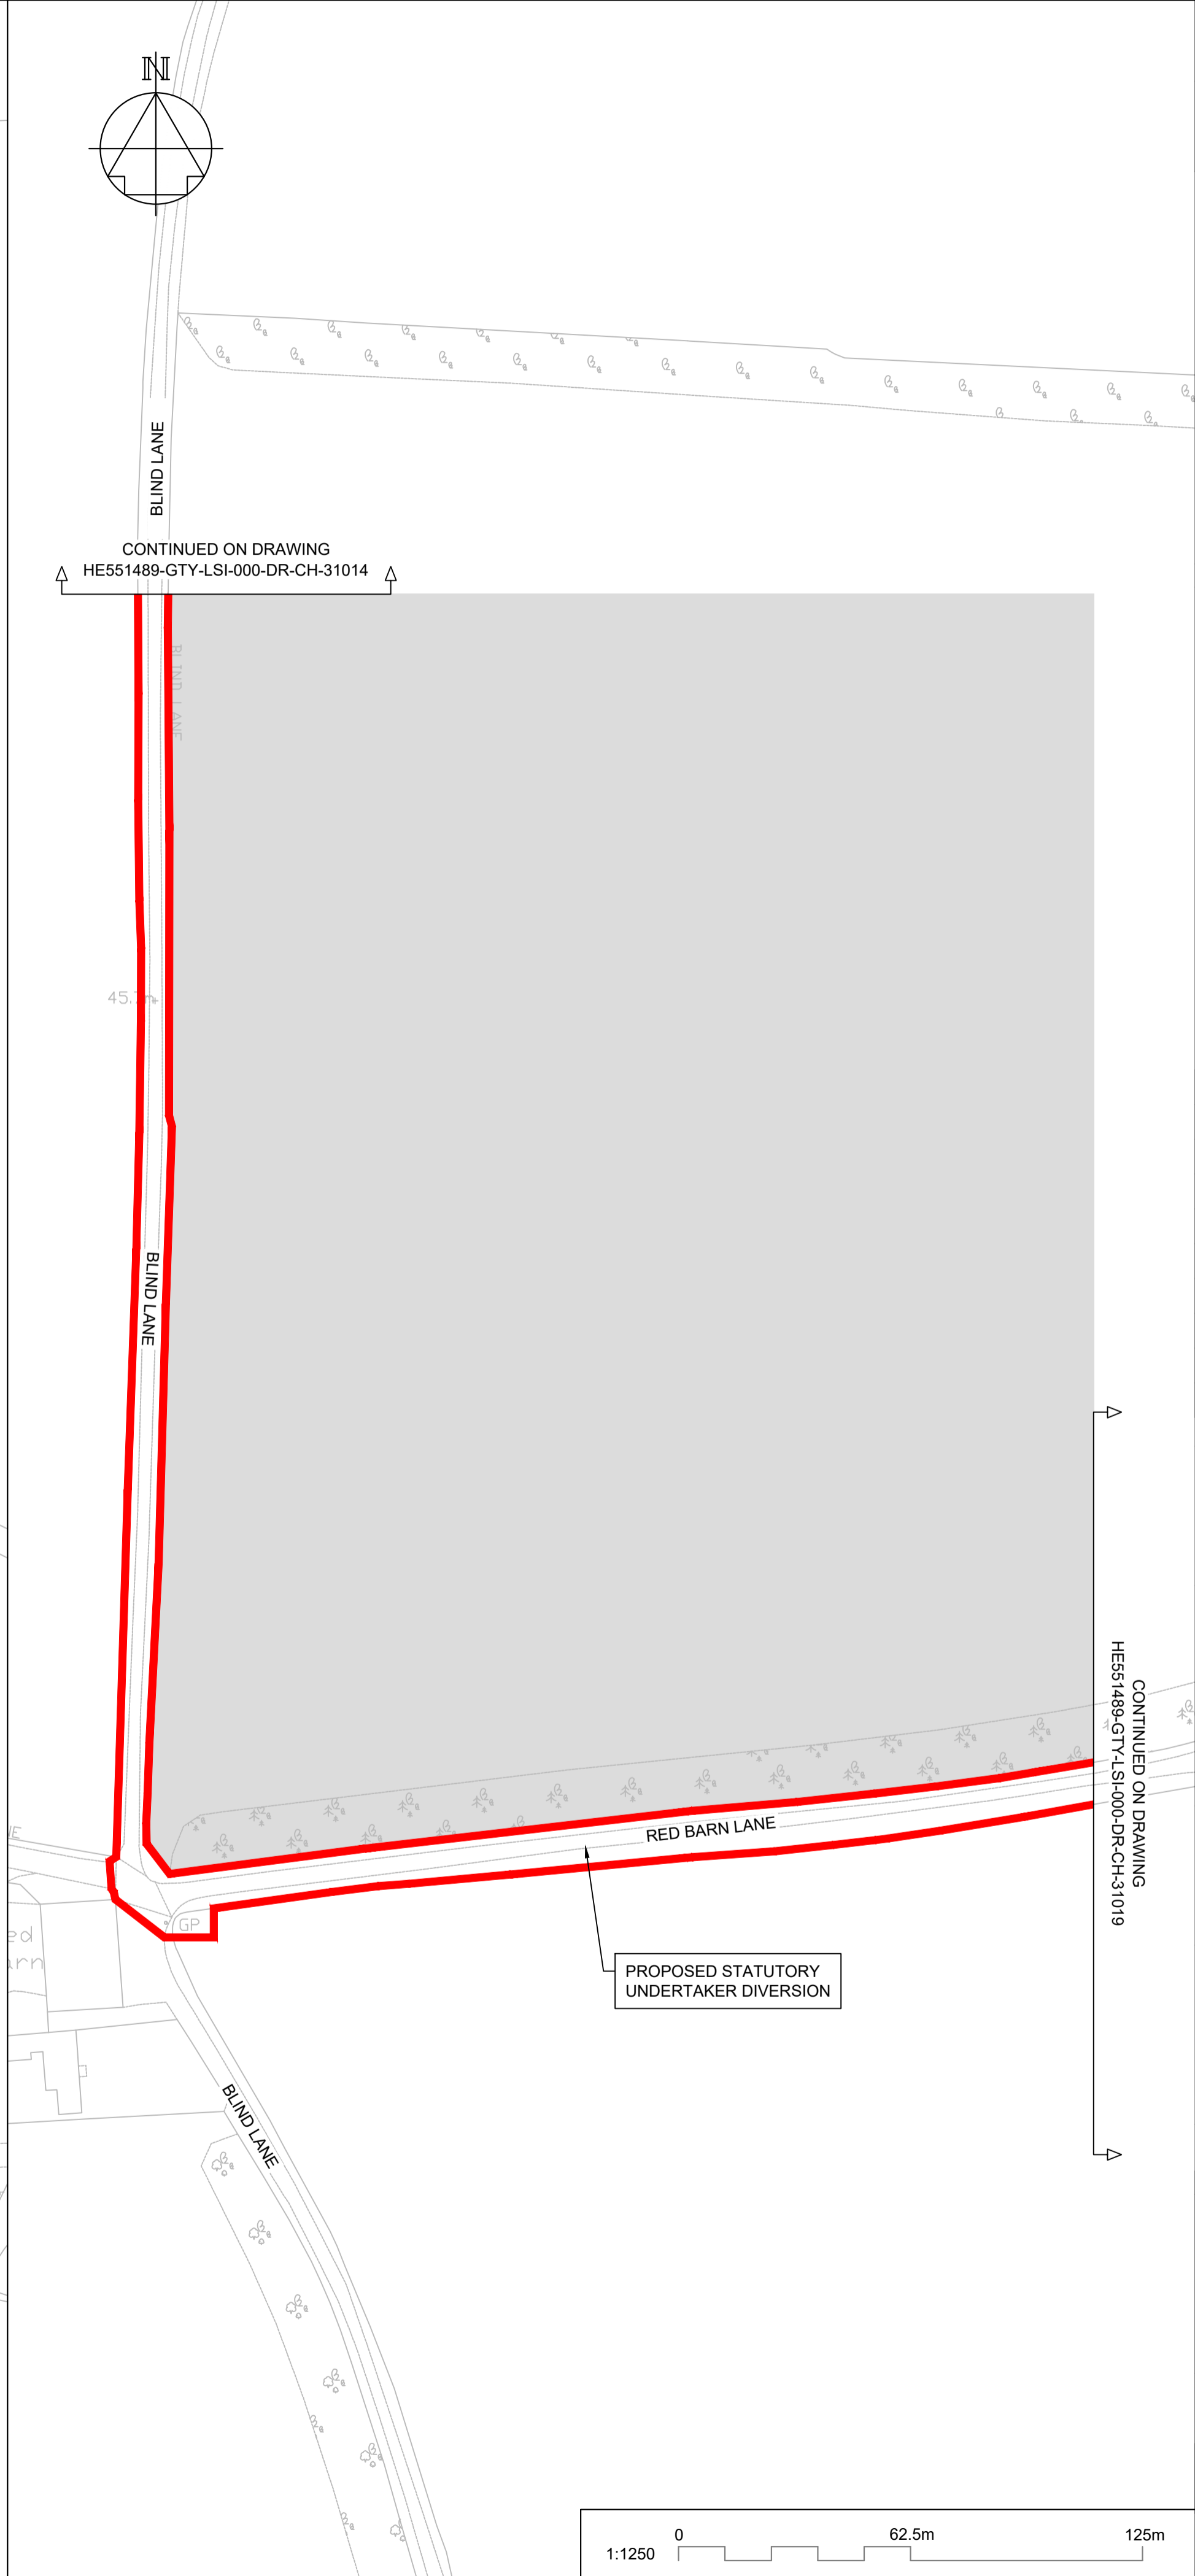 N
BLIND LANE
CONTINUED ON DRAWING
HE551489-GTY-LSI-000-DR-CH-31014
BLIND LANE
BLIND LANE
CONTINUED ON DRAWING
HE551489-GTY-LSI-000-DR-CH-31019
RED BARN LANE
GP
PROPOSED STATUTORY
UNDERTAKER DIVERSION
BLIND LANE
0 62.5m 125m
1:1250